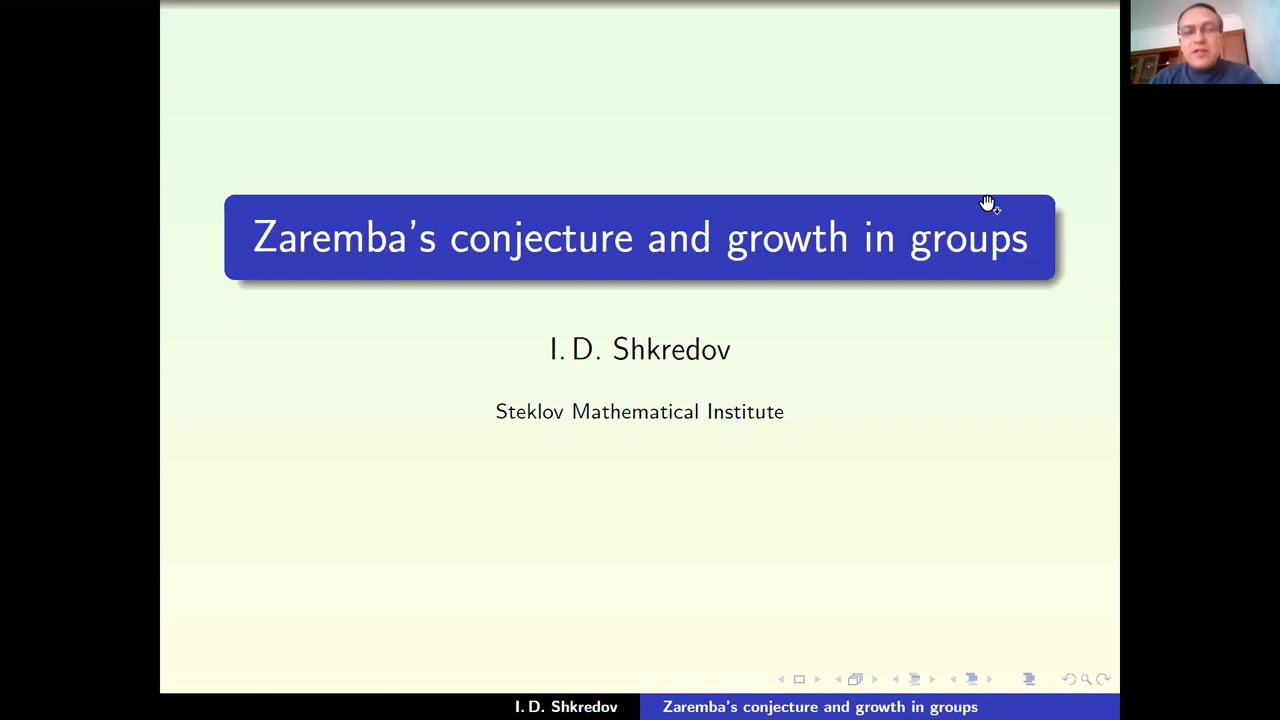 Zaremba's conjecture and growth in groups
I. D. Shkredov
Steklov Mathematical Institute
I. D. Shkredov
Zaremba's conjecture and growth in groups